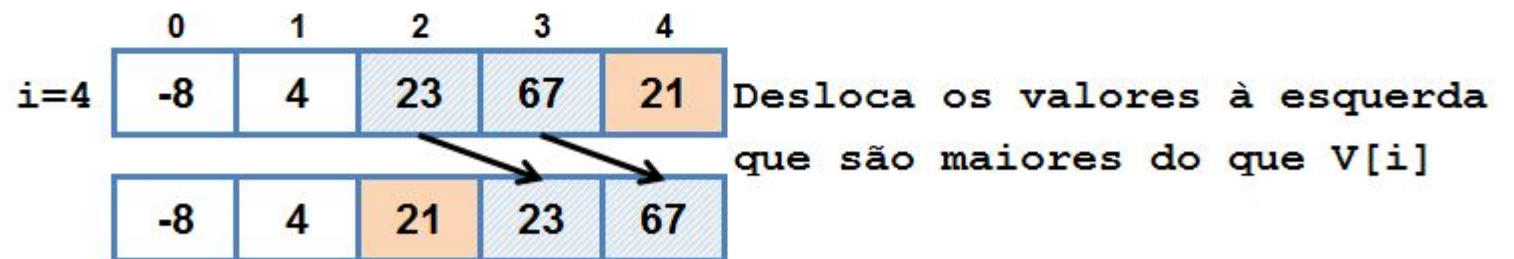 0 1 2 3 4
i=4 -8 4 23 67 21 Desloca os valores à esquerda
que são maiores do que V[i]
-8 4 21 23 67